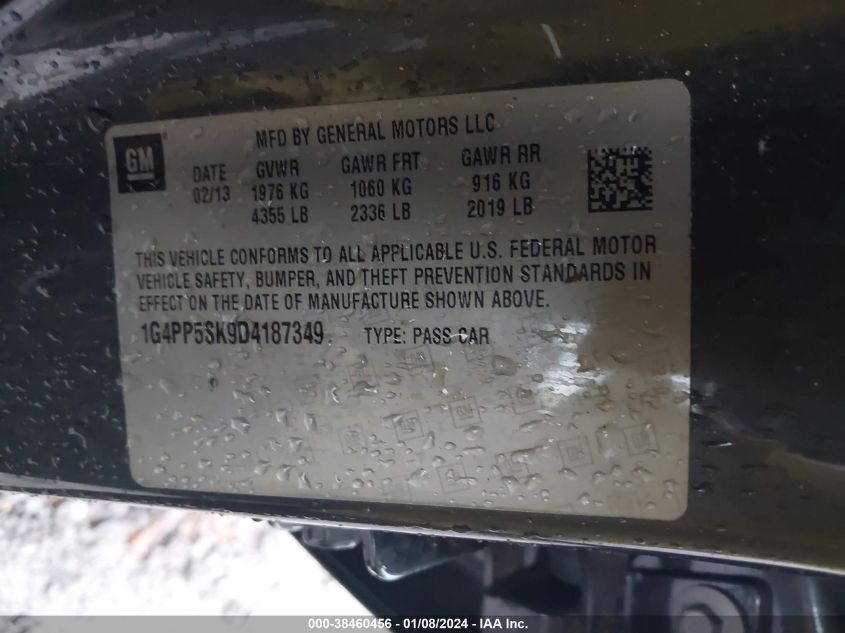 GM
MFD BY GENERAL MOTORS LLC
DATE GVWR GAWR FRT GAWR RR
02/13 1976 KG 1060 KG 916 KG
4355 LB 2336 LB 2019 LB
THIS VEHICLE CONFORMS TO ALL APPLICABLE U.S. FEDERAL MOTOR
VEHICLE SAFETY, BUMPER, AND THEFT PREVENTION STANDARDS IN
EFFECT ON THE DATE OF MANUFACTURE SHOWN ABOVE.
1G4PP5SK9D4187349 TYPE: PASS CAR
000-38460456 - 01/08/2024 - IAA Inc.